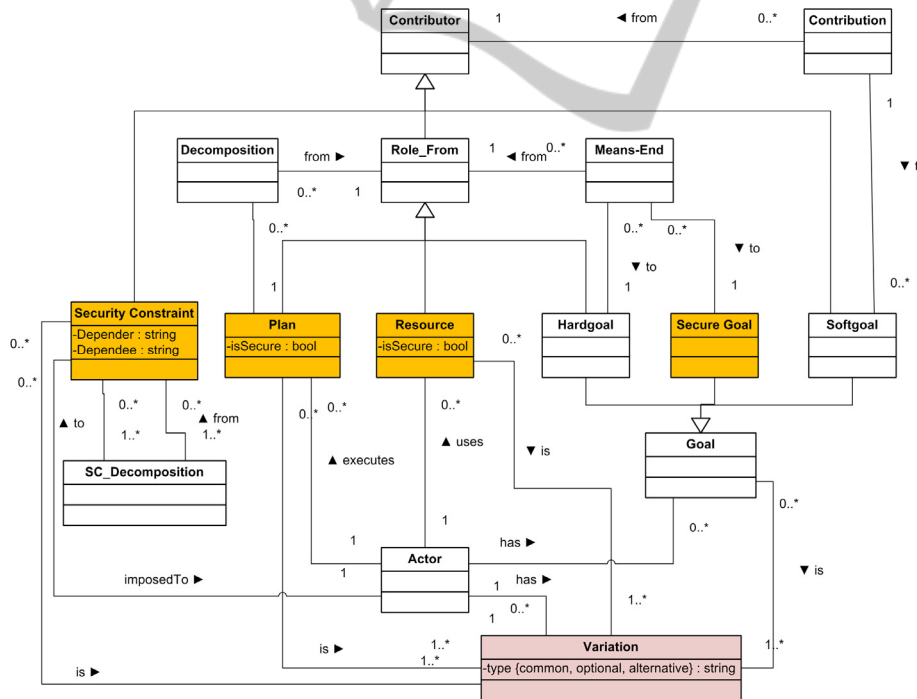 Contributor
1
◄ from
0..*
Contribution
1
Decomposition
from ►
Role_From
1
0..*
◄ from
Means-End
0..*
1
▼ t
0..*
0..*
0..*
▼ to
▼ to
1
1
1
0..*
Security Constraint
-Depender : string
-Dependee : string
Plan
-isSecure : bool
Resource
-isSecure : bool
0..*
Hardgoal
Secure Goal
Softgoal
0..*
0..*
0..*
0..*
▲ to
▲ from
1..*
1..*
0..*
0..*
0..*
▲ uses
▲ executes
▼ is
Goal
SC_Decomposition
0..*
0..*
1
1
has ►
Actor
1
imposedTo ►
has ►
1
0..*
1
▼ is
1..*
is ►
1..*
1..*
1..*
is ►
Variation
-type {common, optional, alternative} : string